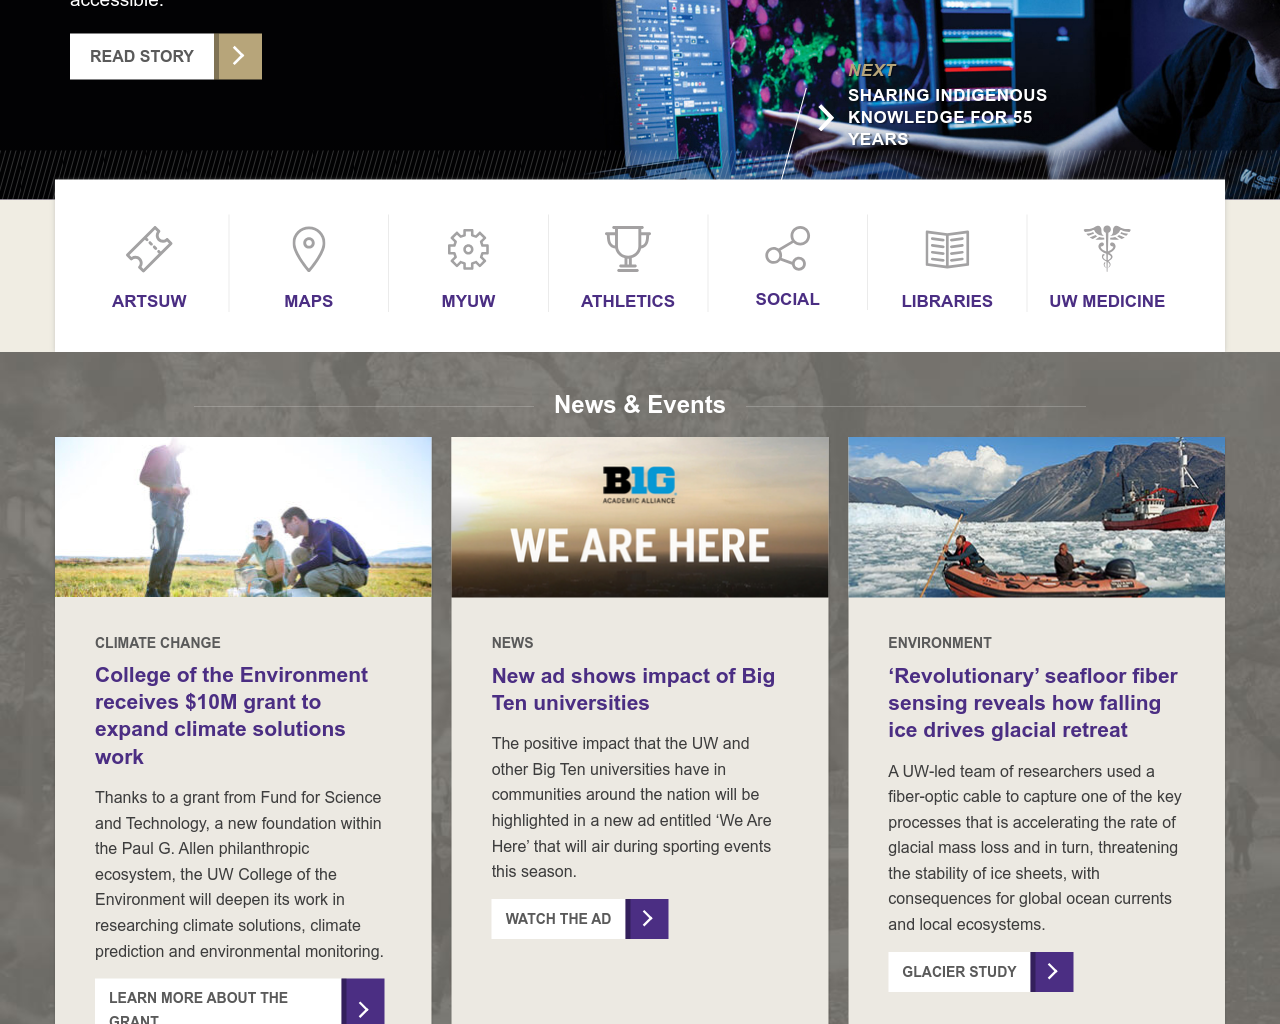 accessible.
READ STORY
NEXT
SHARING INDIGENOUS
KNOWLEDGE FOR 55
YEARS
ARTSUW
MAPS
MYUW
ATHLETICS
SOCIAL
LIBRARIES
UW MEDICINE
News & Events
CLIMATE CHANGE
College of the Environment
receives $10M grant to
expand climate solutions
work
Thanks to a grant from Fund for Science
and Technology, a new foundation within
the Paul G. Allen philanthropic
ecosystem, the UW College of the
Environment will deepen its work in
researching climate solutions, climate
prediction and environmental monitoring.
LEARN MORE ABOUT THE
GRANT
B1G
ACADEMIC ALLIANCE
WE ARE HERE
NEWS
New ad shows impact of Big
Ten universities
The positive impact that the UW and
other Big Ten universities have in
communities around the nation will be
highlighted in a new ad entitled ‘We Are
Here’ that will air during sporting events
this season.
WATCH THE AD
ENVIRONMENT
‘Revolutionary’ seafloor fiber
sensing reveals how falling
ice drives glacial retreat
A UW-led team of researchers used a
fiber-optic cable to capture one of the key
processes that is accelerating the rate of
glacial mass loss and in turn, threatening
the stability of ice sheets, with
consequences for global ocean currents
and local ecosystems.
GLACIER STUDY